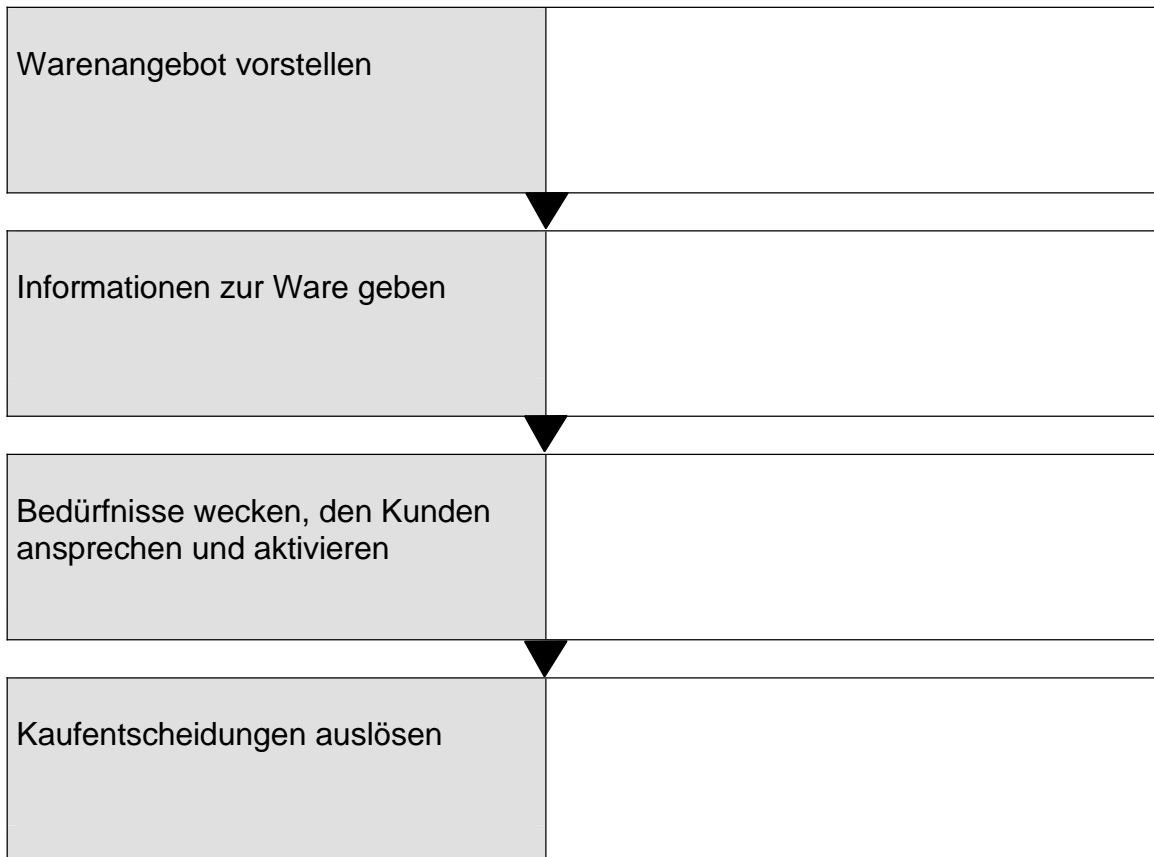 Warenangebot vorstellen
Informationen zur Ware geben
Bedürfnisse wecken, den Kunden
ansprechen und aktivieren
Kaufentscheidungen auslösen